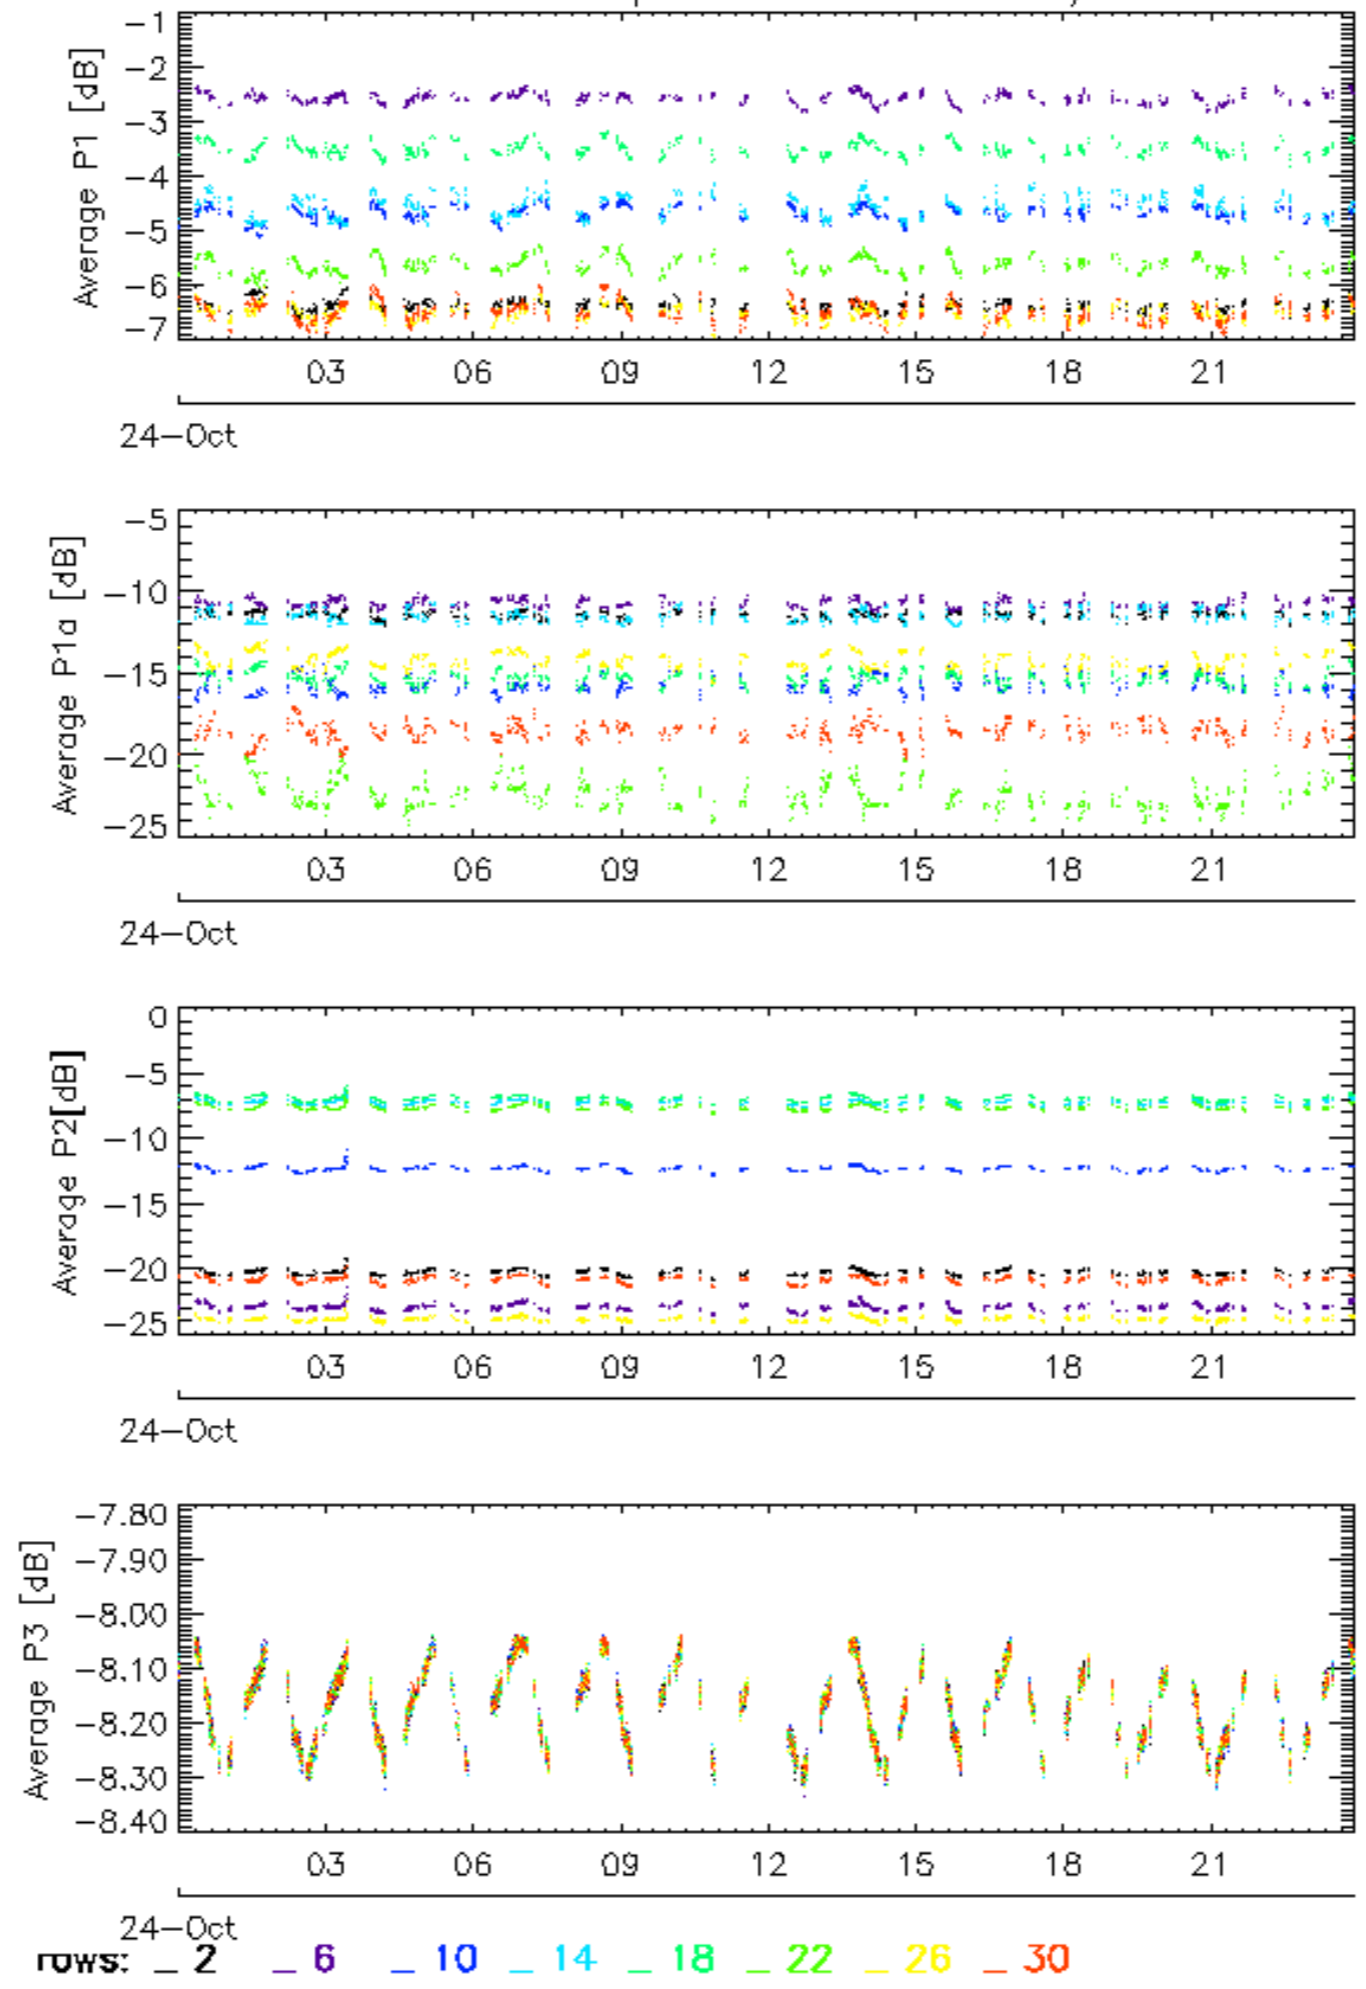 -1
-2
-3
-4
-5
-6
-7
Average P1 [dB]
03 06 09 12 15 18 21
24-Oct
-5
-10
-15
-20
-25
Average P1a [dB]
03 06 09 12 15 18 21
24-Oct
0
-5
-10
-15
-20
-25
Average P2[dB]
03 06 09 12 15 18 21
24-Oct
-7.80
-7.90
-8.00
-8.10
-8.20
-8.30
-8.40
Average P3 [dB]
03 06 09 12 15 18 21
24-Oct
rows: _ 2 _ 6 _ 10 _ 14 _ 18 _ 22 _ 26 _ 30